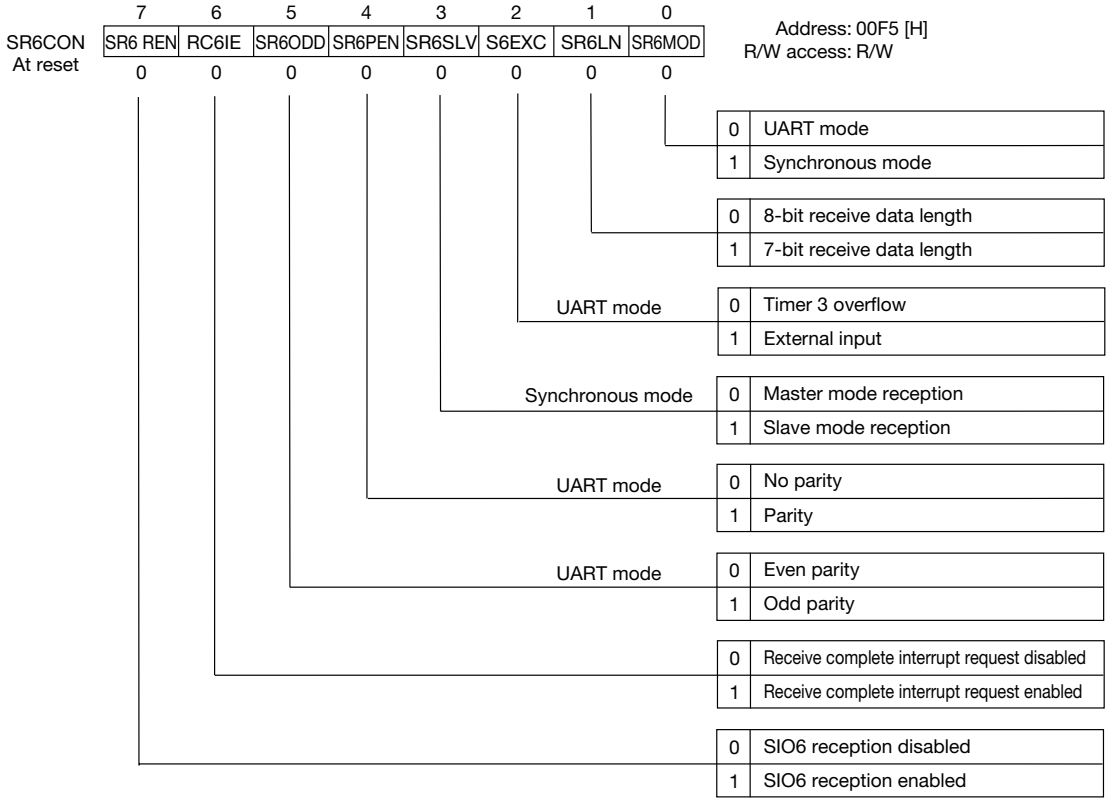 7 6 5 4 3 2 1 0
SR6CON SR6 REN RC6IE SR6ODD SR6PEN SR6SLV S6EXC SR6LN SR6MOD
At reset 0 0 0 0 0 0 0 0
Address: 00F5 [H]
R/W access: R/W
0 UART mode
1 Synchronous mode
0 8-bit receive data length
1 7-bit receive data length
UART mode
0 Timer 3 overflow
1 External input
Synchronous mode
0 Master mode reception
1 Slave mode reception
UART mode
0 No parity
1 Parity
UART mode
0 Even parity
1 Odd parity
0 Receive complete interrupt request disabled
1 Receive complete interrupt request enabled
0 SIO6 reception disabled
1 SIO6 reception enabled